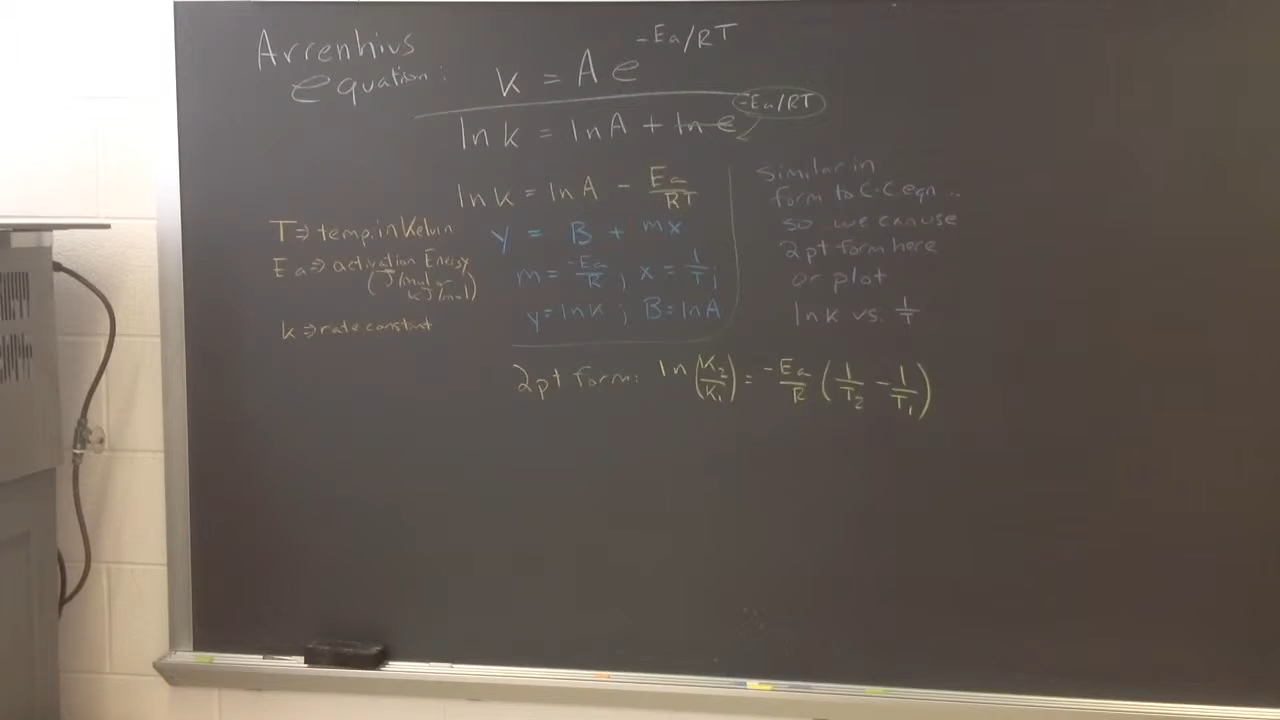 Arrenhius
equation: k = A e^-Ea/RT
ln k = ln A + ln e^-Ea/RT
ln k = ln A - Ea/RT
y = B + mx
m = -Ea/R ; x = 1/T ;
y = ln k ; B = ln A
T => temp. in Kelvin
Ea => activation Energy
(J/mol or
kJ/mol)
k => rate constant
Similar in
form to C-C eqn ..
so we can use
2pt form here
or plot
ln k vs. 1/T
2pt form: ln (K2/K1) = -Ea/R (1/T2 - 1/T1)